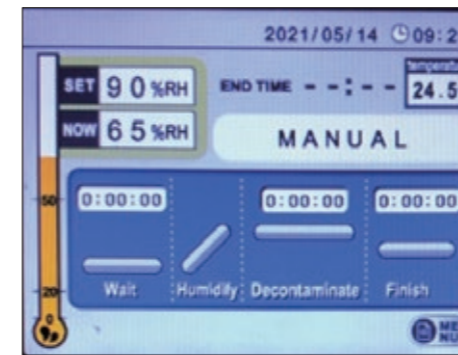 2021/05/14 09:2
SET 90%RH
END TIME --:--
24.5
NOW 65%RH
MANUAL
50
0:00:00 0:00:00 0:00:00
20
Wait Humidify Decontaminate Finish
0